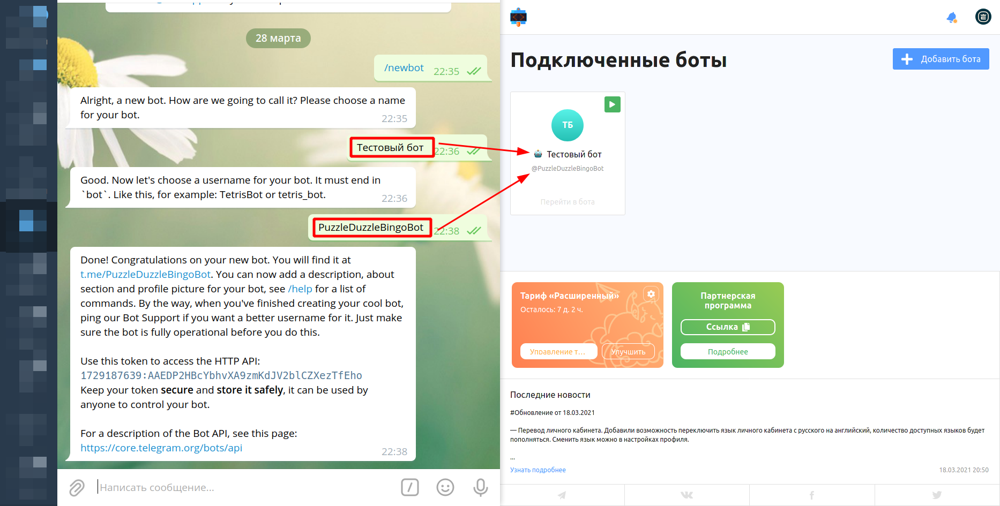 28 марта
/newbot 22:35
Alright, a new bot. How are we going to call it? Please choose a name
for your bot.
22:35
Тестовый бот 22:36
Good. Now let's choose a username for your bot. It must end in
`bot`. Like this, for example: TetrisBot or tetris_bot.
22:36
PuzzleDuzzleBingoBot 22:38
Done! Congratulations on your new bot. You will find it at
t.me/PuzzleDuzzleBingoBot. You can now add a description, about
section and profile picture for your bot, see /help for a list of
commands. By the way, when you've finished creating your cool bot,
ping our Bot Support if you want a better username for it. Just make
sure the bot is fully operational before you do this.
Use this token to access the HTTP API:
1729187639:AAEDP2HBcYbhvXA9zmKdJV2blCZXezTfEho
Keep your token secure and store it safely, it can be used by
anyone to control your bot.
For a description of the Bot API, see this page:
https://core.telegram.org/bots/api
22:38
Написать сообщение...
Подключенные боты
Добавить бота
ТБ
Тестовый бот
@PuzzleDuzzleBingoBot
Перейти в бота
Тариф «Расширенный»
Осталось: 7 д. 2 ч.
Управление т...
Улучшить
Партнерская
программа
Ссылка
Подробнее
Последние новости
#Обновление от 18.03.2021
— Перевод личного кабинета. Добавили возможность переключить язык личного кабинета с русского на английский, количество доступных языков будет
пополняться. Сменить язык можно в настройках профиля.
...
Узнать подробнее
18.03.2021 20:50